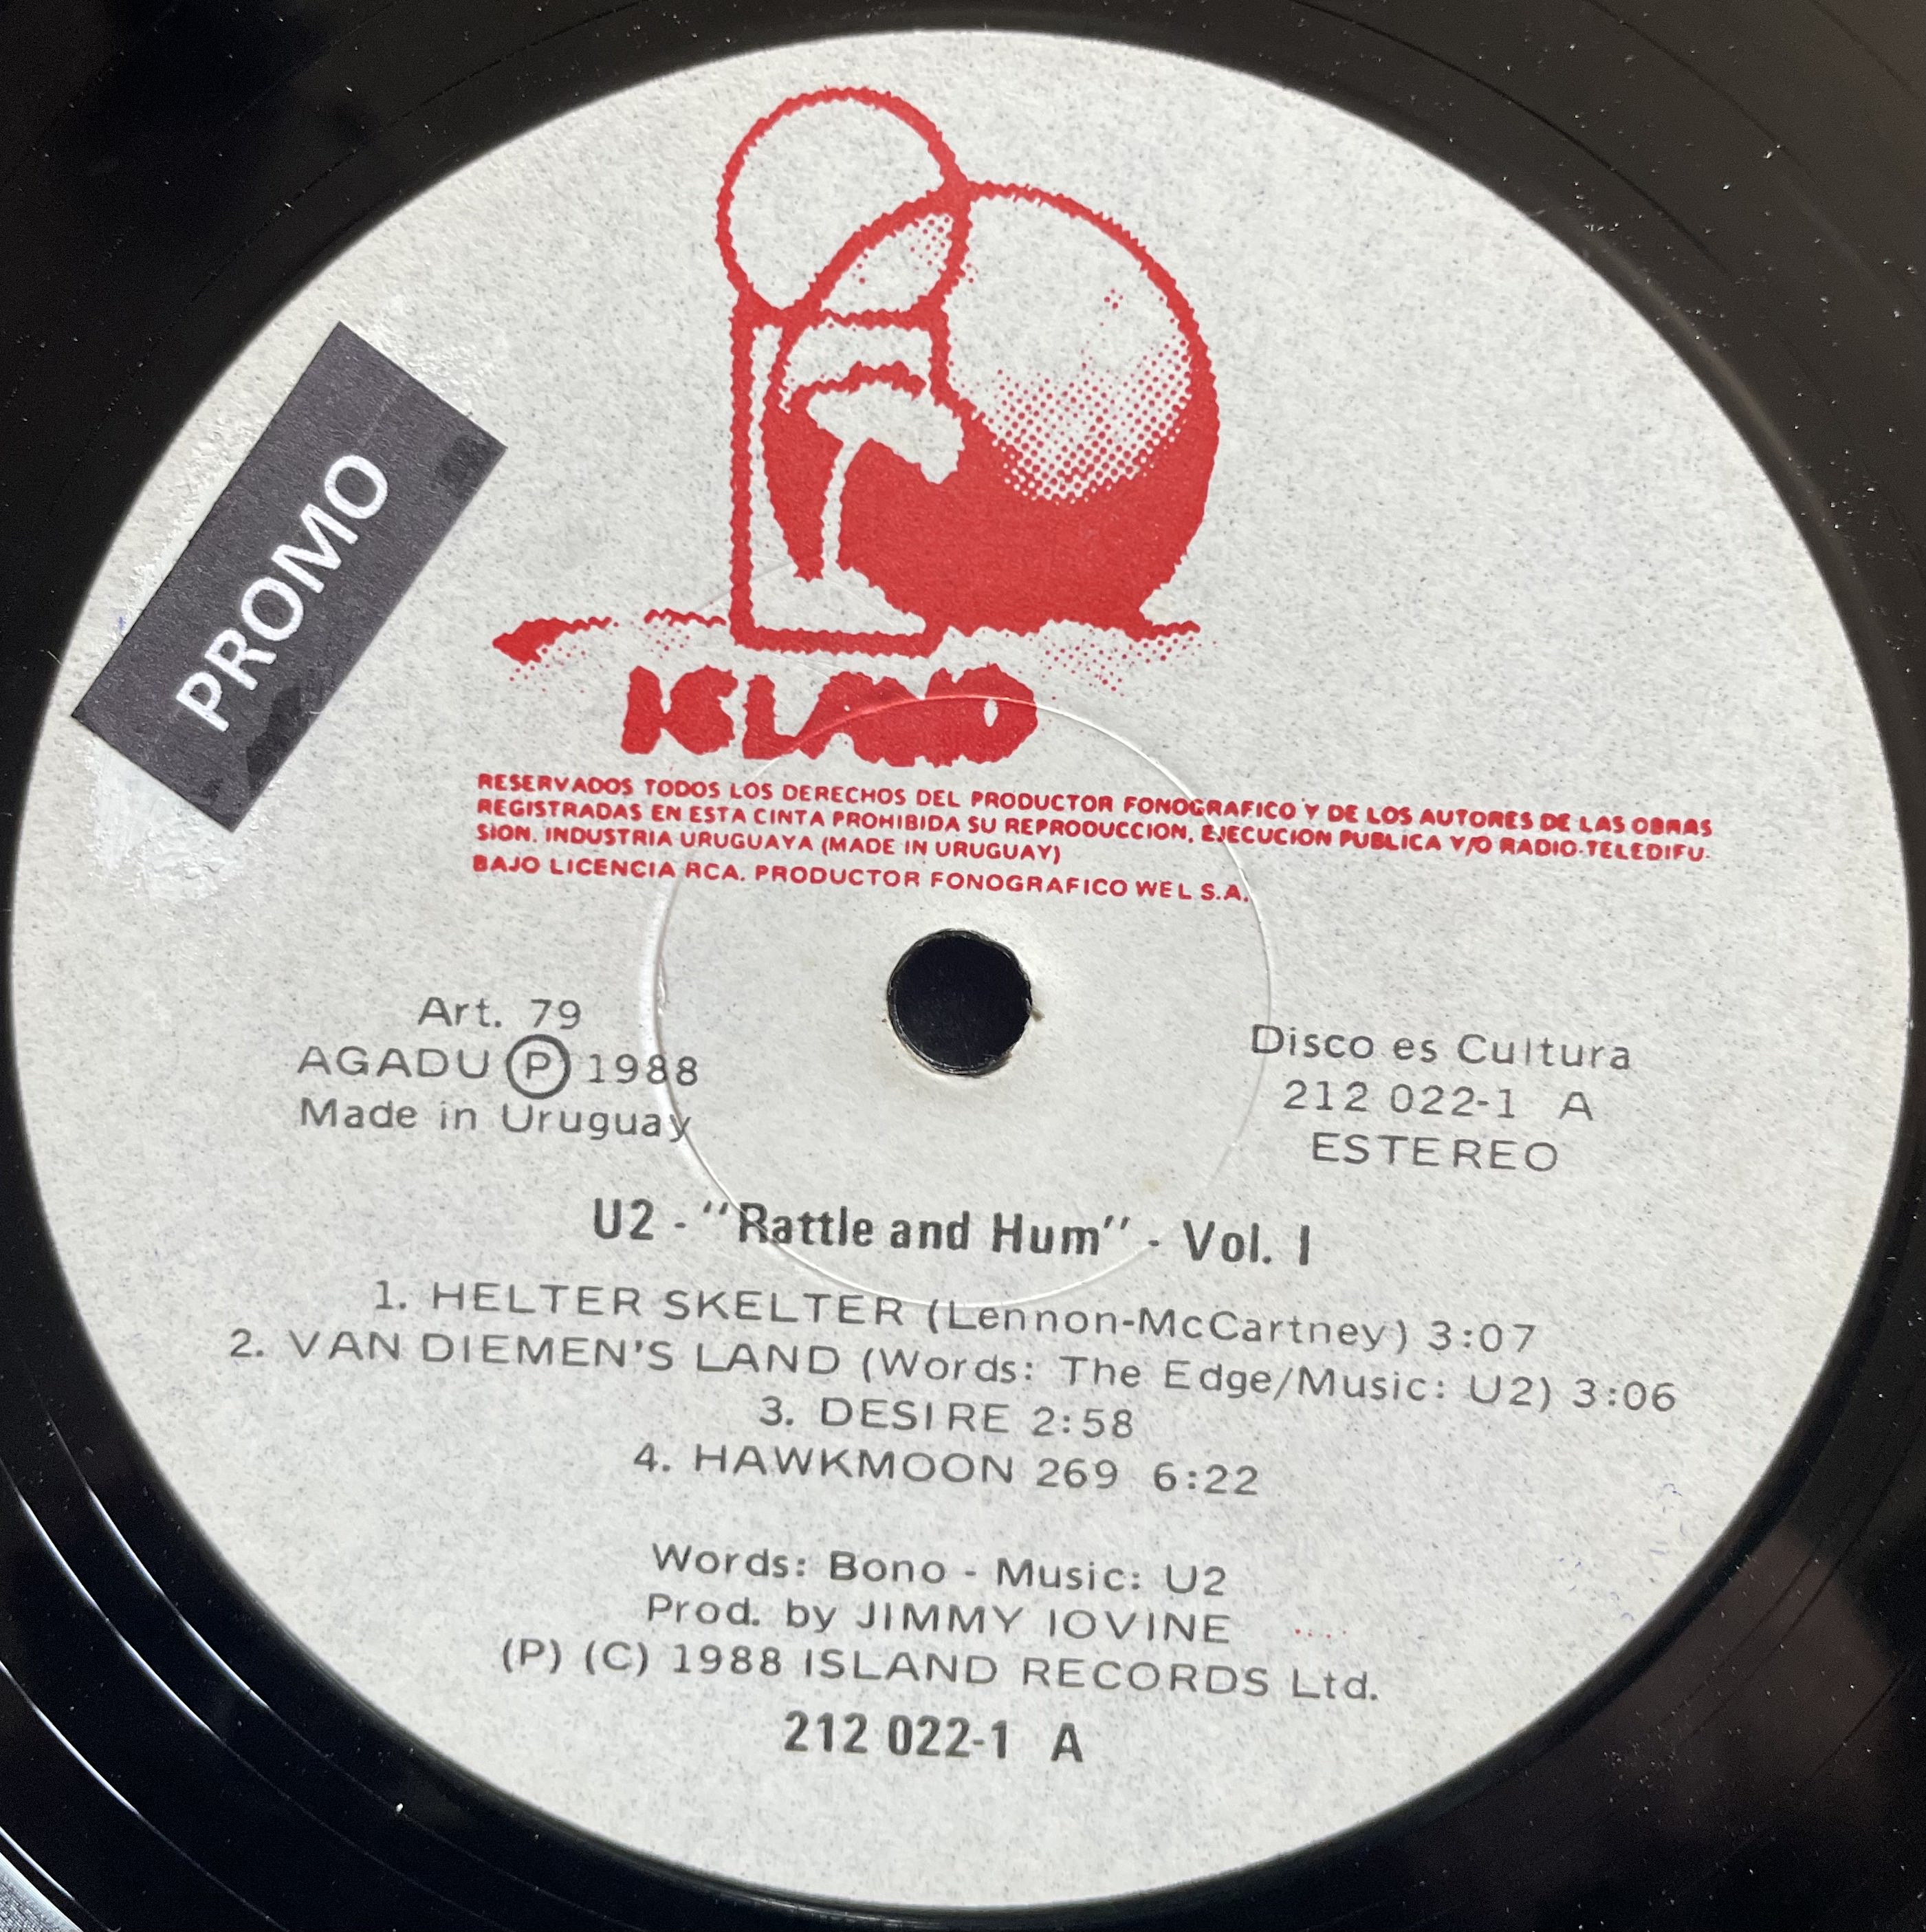 PROMO
ISLAND
RESERVADOS TODOS LOS DERECHOS DEL PRODUCTOR FONOGRAFICO Y DE LOS AUTORES DE LAS OBRAS
REGISTRADAS EN ESTA CINTA PROHIBIDA SU REPRODUCCION, EJECUCION PUBLICA Y/O RADIO-TELEDIFU-
SION. INDUSTRIA URUGUAYA (MADE IN URUGUAY)
BAJO LICENCIA RCA. PRODUCTOR FONOGRAFICO WEL S.A.
Art. 79
AGADU Ⓟ 1988
Made in Uruguay
Disco es Cultura
212 022-1 A
ESTEREO
U2 - "Rattle and Hum" - Vol. I
1. HELTER SKELTER (Lennon-McCartney) 3:07
2. VAN DIEMEN'S LAND (Words: The Edge/Music: U2) 3:06
3. DESIRE 2:58
4. HAWKMOON 269 6:22
Words: Bono - Music: U2
Prod. by JIMMY IOVINE
(P) (C) 1988 ISLAND RECORDS Ltd.
212 022-1 A